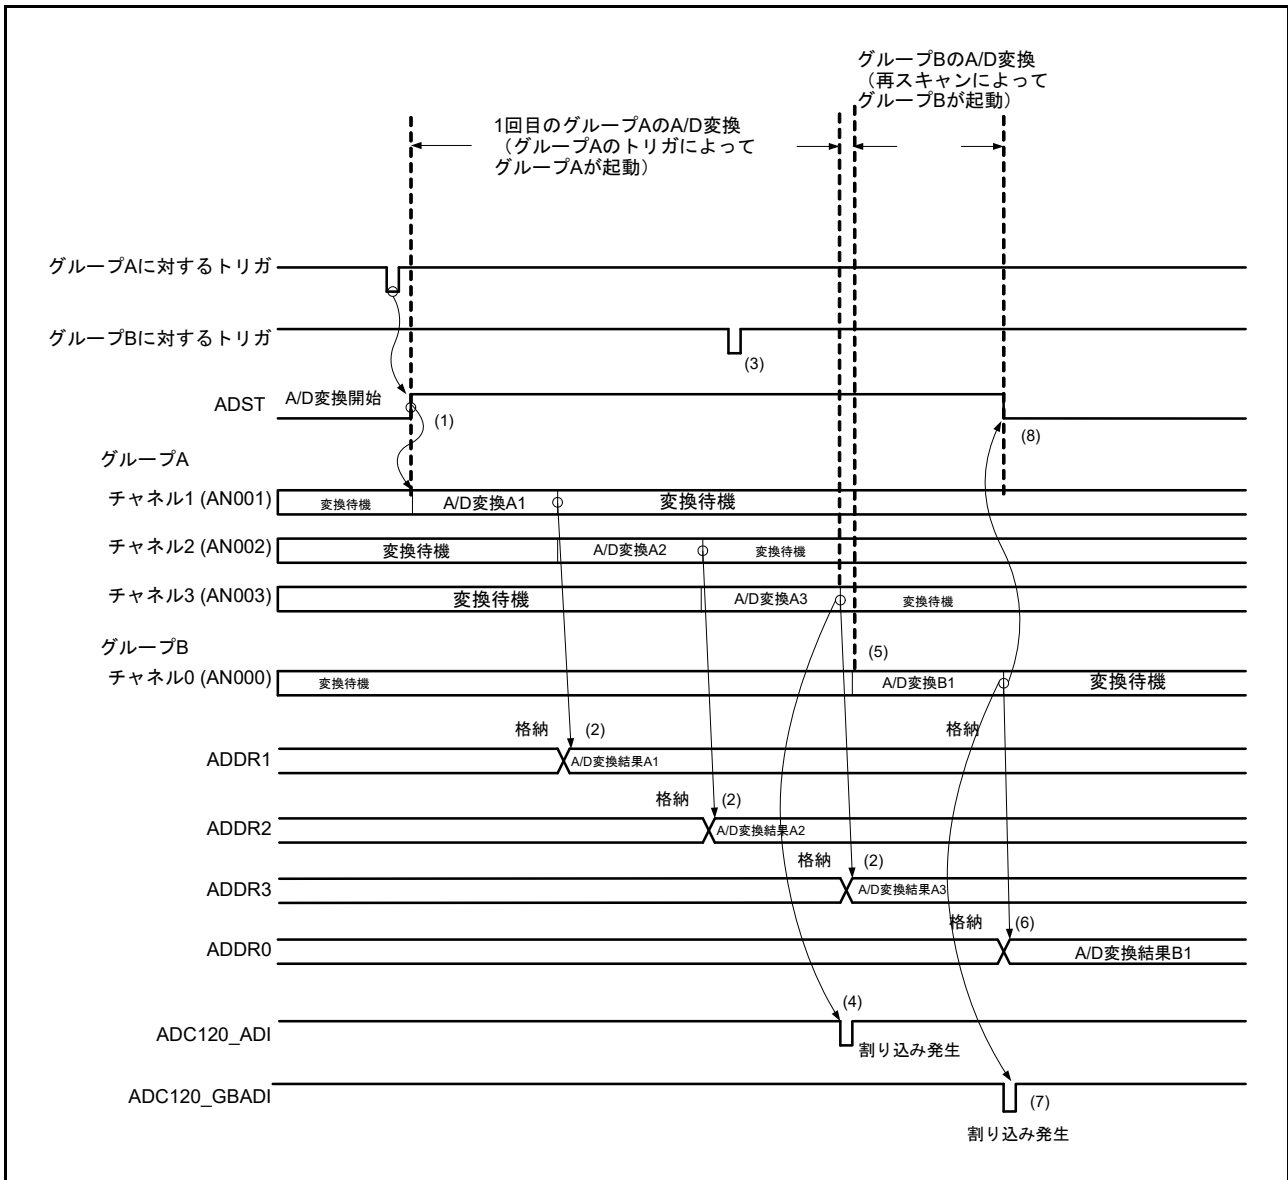 グループBのA/D変換
(再スキャンによって
グループBが起動)
1回目のグループAのA/D変換
(グループAのトリガによって
グループAが起動)
グループAに対するトリガ
グループBに対するトリガ
(3)
ADST
A/D変換開始
(1)
(8)
グループA
チャネル1 (AN001)
変換待機
A/D変換A1
変換待機
チャネル2 (AN002)
変換待機
A/D変換A2
変換待機
チャネル3 (AN003)
変換待機
A/D変換A3
変換待機
グループB
(5)
チャネル0 (AN000)
変換待機
A/D変換B1
変換待機
格納
(2)
格納
ADDR1
A/D変換結果A1
格納
(2)
ADDR2
A/D変換結果A2
格納
(2)
ADDR3
A/D変換結果A3
格納
(6)
ADDR0
A/D変換結果B1
(4)
ADC120_ADI
割り込み発生
ADC120_GBADI
(7)
割り込み発生